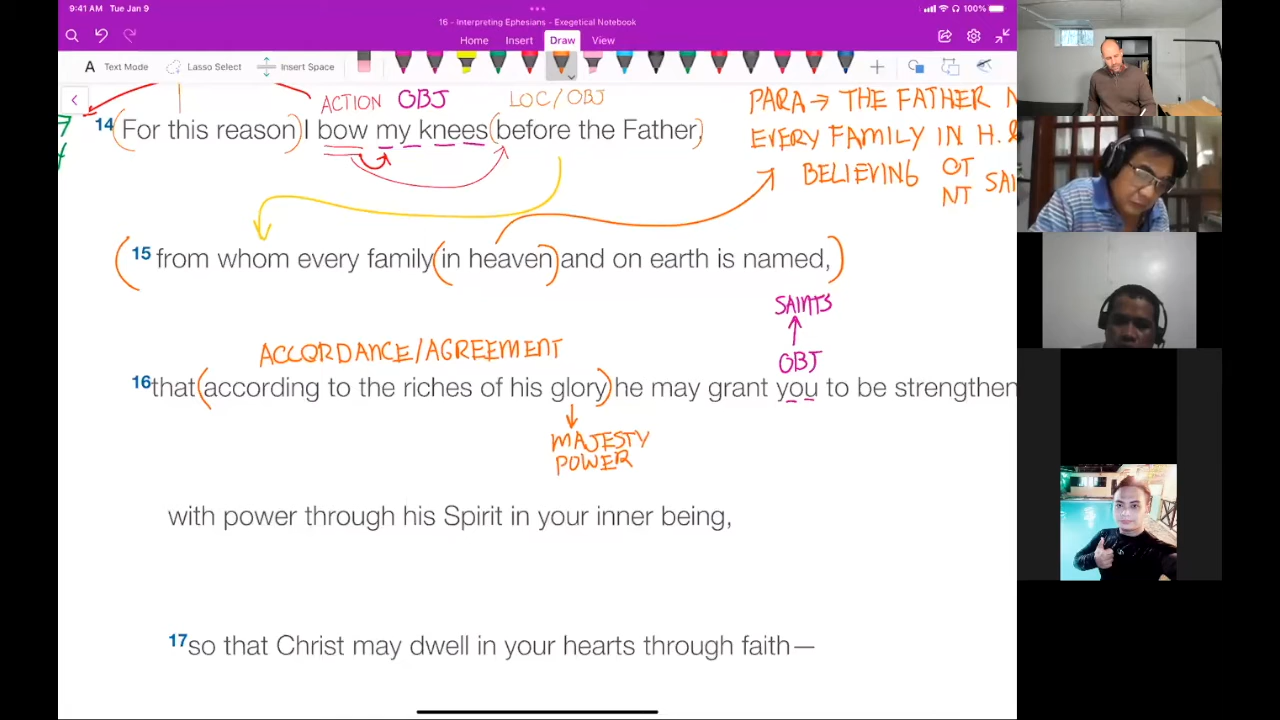 9:41 AM Tue Jan 9
100%
16 - Interpreting Ephesians - Exegetical Notebook
Home Insert Draw View
A Text Mode Lasso Select Insert Space
ACTION OBJ LOC/OBJ
PARA → THE FATHER N
14 (For this reason) I bow my knees (before the Father,)
EVERY FAMILY IN H. &
BELIEVING OT
NT SAI
(15 from whom every family (in heaven) and on earth is named,)
SAINTS
ACCORDANCE/AGREEMENT
OBJ
16 that (according to the riches of his glory) he may grant you to be strengthen
MAJESTY
POWER
with power through his Spirit in your inner being,
17 so that Christ may dwell in your hearts through faith—